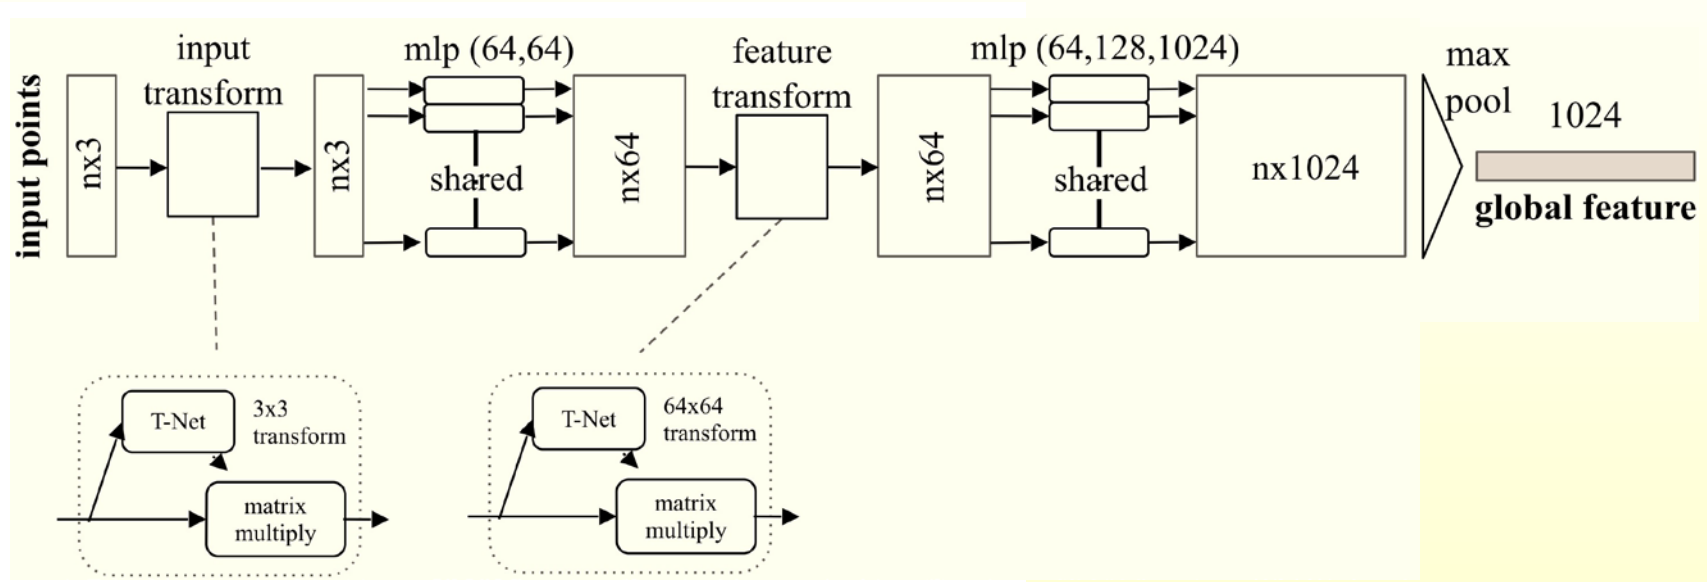 input points
nx3
input
transform
nx3
mlp (64,64)
shared
nx64
feature
transform
nx64
mlp (64,128,1024)
shared
nx1024
max
pool
1024
global feature
T-Net
3x3
transform
matrix
multiply
T-Net
64x64
transform
matrix
multiply